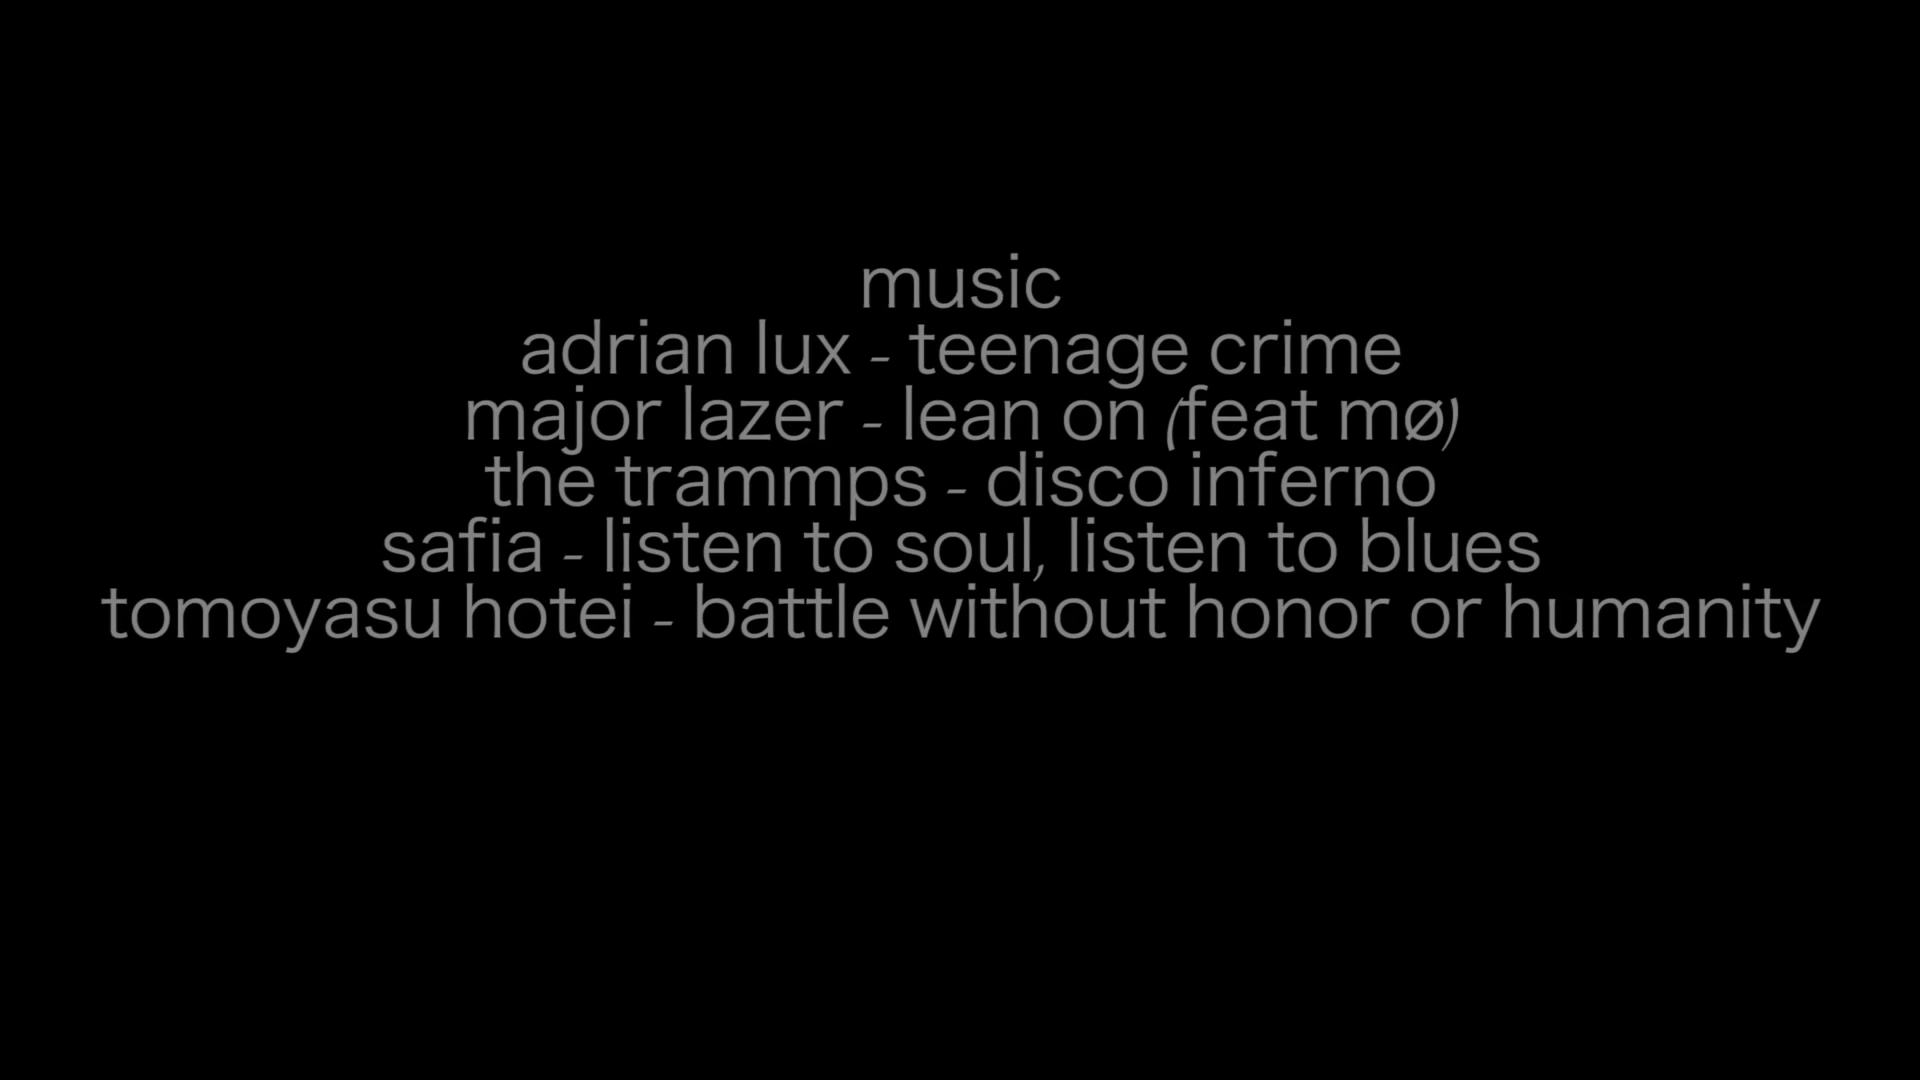 music
adrian lux - teenage crime
major lazer - lean on (feat mø)
the trammps - disco inferno
safia - listen to soul, listen to blues
tomoyasu hotei - battle without honor or humanity